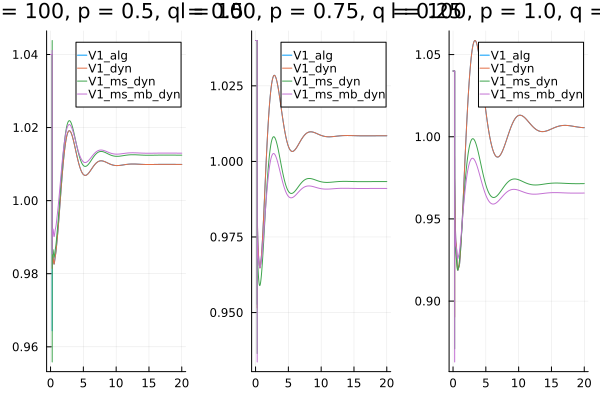 = 100, p = 0.5, q
100, p = 0.75, q
100, p = 1.0, q =
V1_alg
V1_dyn
V1_ms_dyn
V1_ms_mb_dyn
1.04
1.02
1.00
0.98
0.96
0 5 10 15 20
V1_alg
V1_dyn
V1_ms_dyn
V1_ms_mb_dyn
1.025
1.000
0.975
0.950
0 5 10 15 20
V1_alg
V1_dyn
V1_ms_dyn
V1_ms_mb_dyn
1.05
1.00
0.95
0.90
0 5 10 15 20